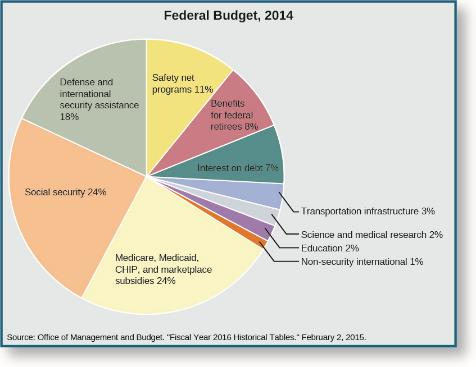 Federal Budget, 2014
Safety net
programs 11%
Benefits
for federal
retirees 8%
Interest on debt 7%
Transportation infrastructure 3%
Science and medical research 2%
Education 2%
Non-security international 1%
Medicare, Medicaid,
CHIP, and marketplace
subsidies 24%
Social security 24%
Defense and
international
security assistance
18%
Source: Office of Management and Budget. "Fiscal Year 2016 Historical Tables." February 2, 2015.